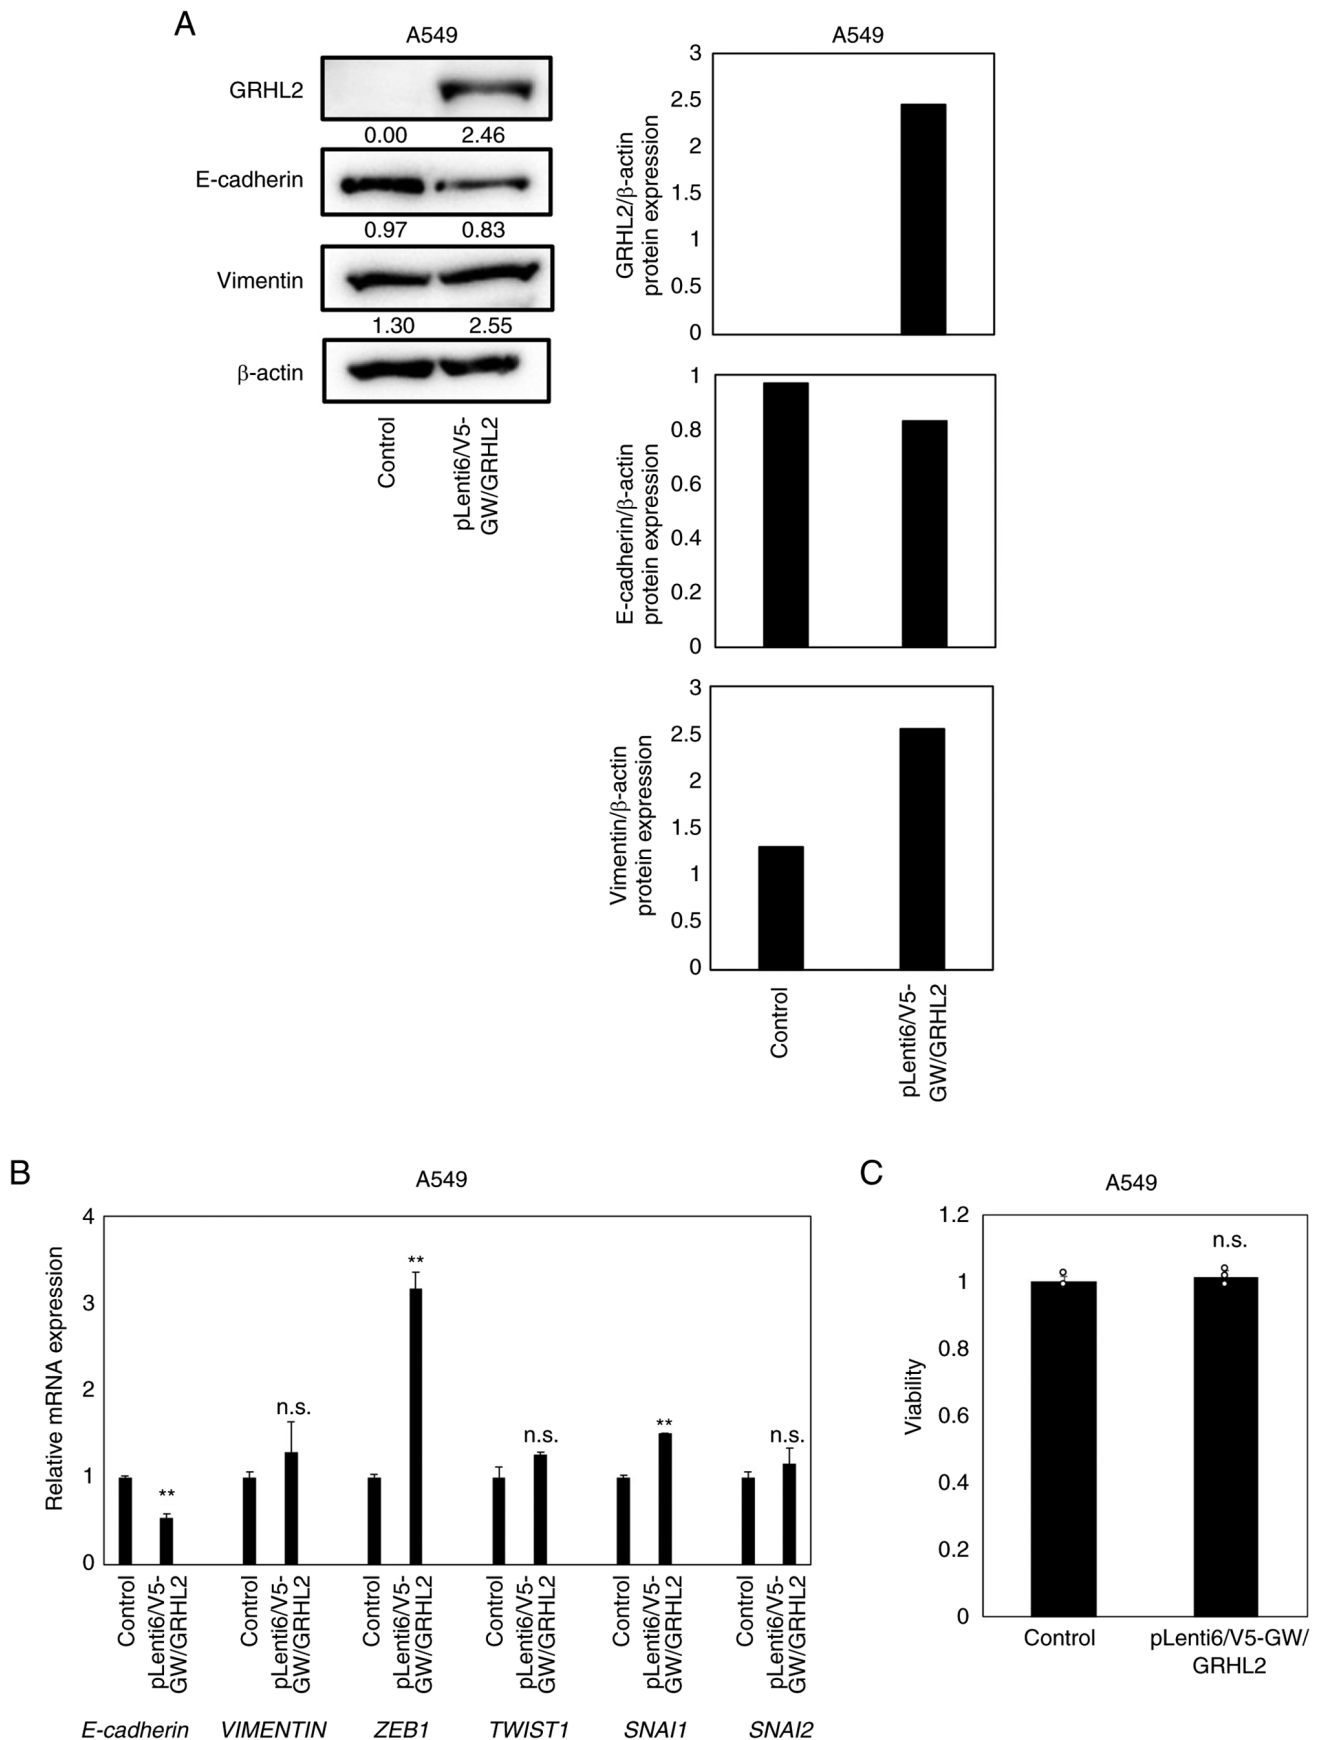 A
A549
GRHL2
0.00 2.46
E-cadherin
0.97 0.83
Vimentin
1.30 2.55
β-actin
Control
pLenti6/V5-
GW/GRHL2
A549
GRHL2/β-actin
protein expression
3
2.5
2
1.5
1
0.5
0
E-cadherin/β-actin
protein expression
1
0.8
0.6
0.4
0.2
0
Vimentin/β-actin
protein expression
3
2.5
2
1.5
1
0.5
0
Control
pLenti6/V5-
GW/GRHL2
B
A549
Relative mRNA expression
4
3
2
1
0
**
n.s.
**
n.s.
**
n.s.
Control
pLenti6/V5-
GW/GRHL2
Control
pLenti6/V5-
GW/GRHL2
Control
pLenti6/V5-
GW/GRHL2
Control
pLenti6/V5-
GW/GRHL2
Control
pLenti6/V5-
GW/GRHL2
Control
pLenti6/V5-
GW/GRHL2
E-cadherin VIMENTIN ZEB1 TWIST1 SNAI1 SNAI2
C
A549
Viability
1.2
1
0.8
0.6
0.4
0.2
0
n.s.
Control
pLenti6/V5-GW/
GRHL2